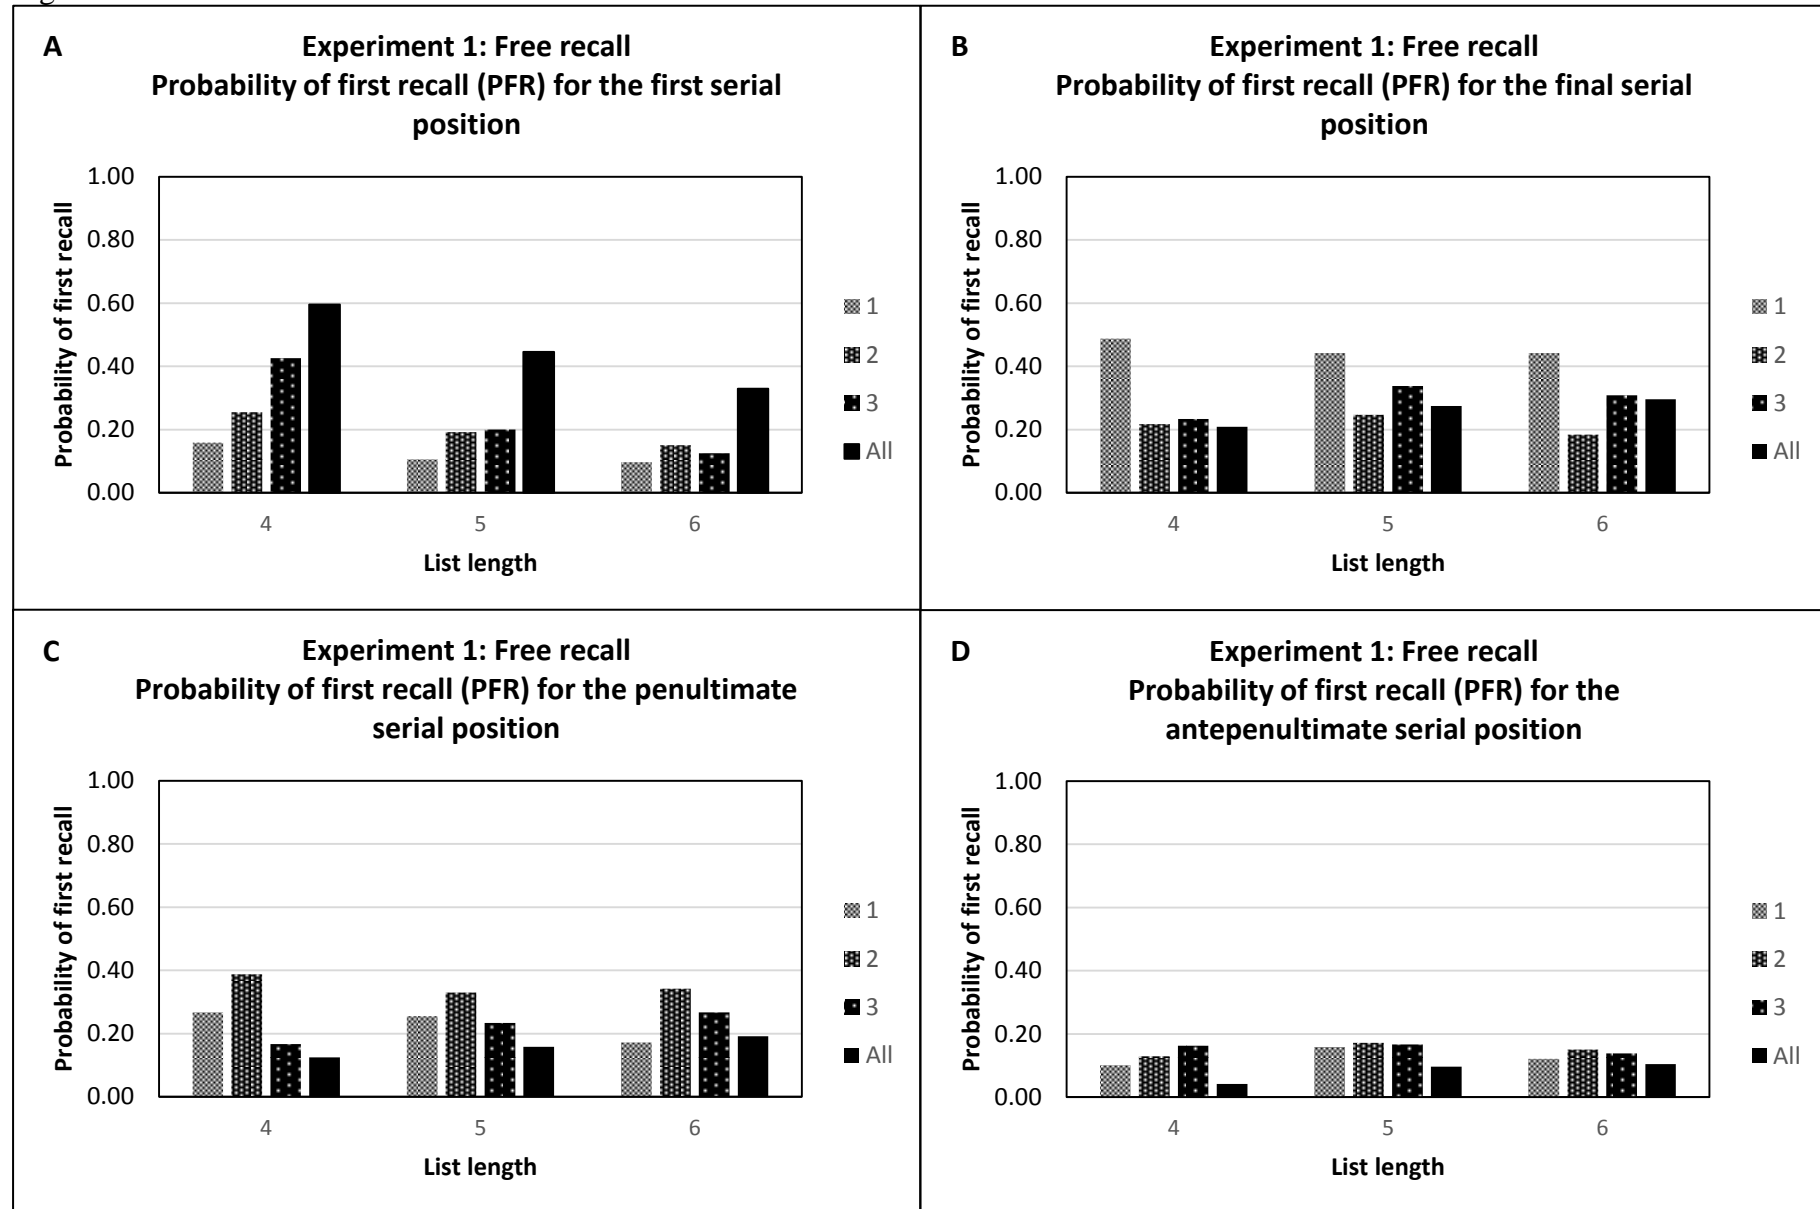 A
Experiment 1: Free recall
Probability of first recall (PFR) for the first serial
position
Probability of first recall
1.00
0.80
0.60
0.40
0.20
0.00
4 5 6
List length
1
2
3
All
B
Experiment 1: Free recall
Probability of first recall (PFR) for the final serial
position
Probability of first recall
1.00
0.80
0.60
0.40
0.20
0.00
4 5 6
List length
1
2
3
All
C
Experiment 1: Free recall
Probability of first recall (PFR) for the penultimate
serial position
Probability of first recall
1.00
0.80
0.60
0.40
0.20
0.00
4 5 6
List length
1
2
3
All
D
Experiment 1: Free recall
Probability of first recall (PFR) for the
antepenultimate serial position
Probability of first recall
1.00
0.80
0.60
0.40
0.20
0.00
4 5 6
List length
1
2
3
All